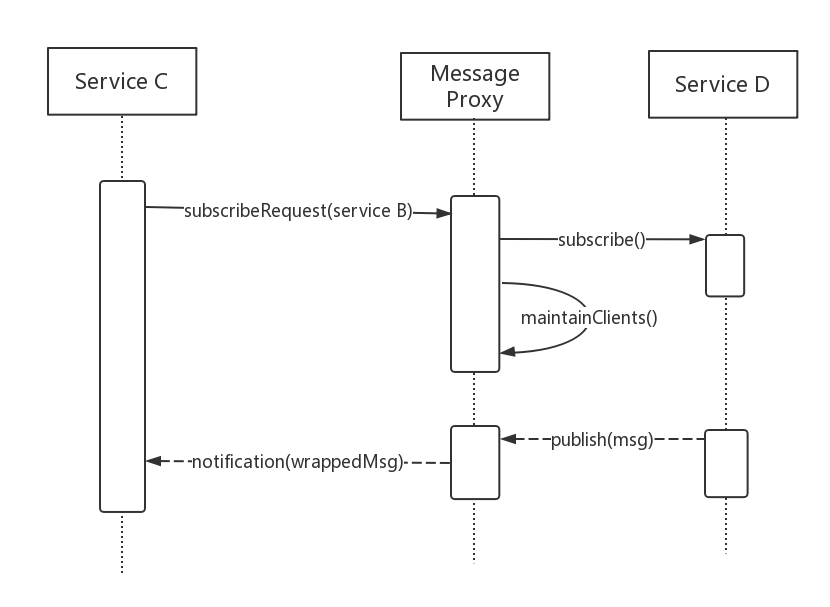 Service C
Message
Proxy
Service D
subscribeRequest(service B)
subscribe()
maintainClients()
publish(msg)
notification(wrappedMsg)